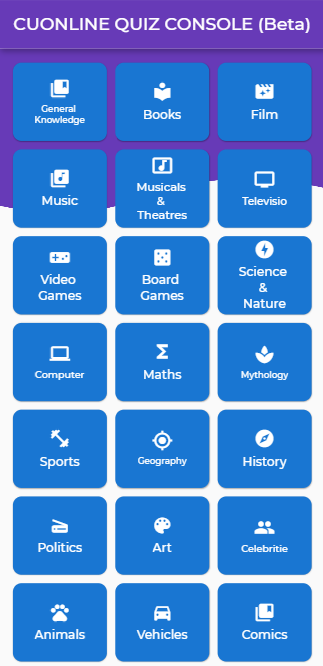 CUONLINE QUIZ CONSOLE (Beta)
General
Knowledge
Books
Film
Music
Musicals
&
Theatres
Televisio
Video
Games
Board
Games
Science
&
Nature
Computer
Maths
Mythology
Sports
Geography
History
Politics
Art
Celebritie
Animals
Vehicles
Comics